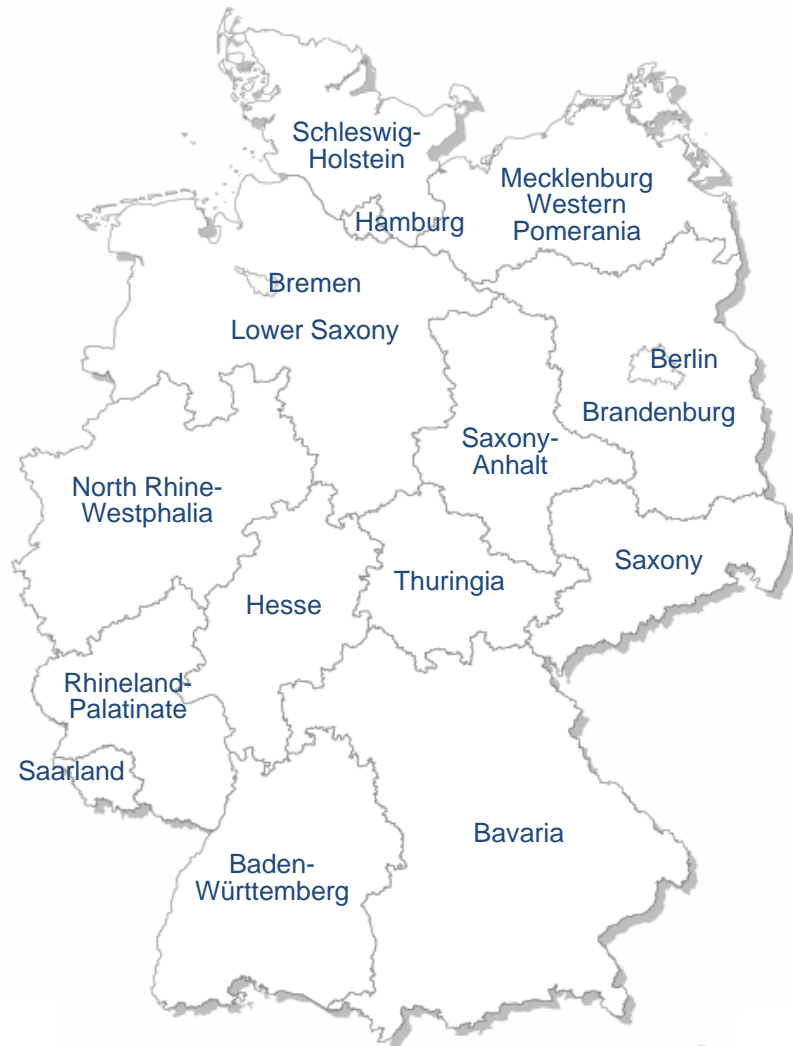 Schleswig-
Holstein
Mecklenburg
Western
Pomerania
Hamburg
Bremen
Lower Saxony
Berlin
Brandenburg
Saxony-
Anhalt
North Rhine-
Westphalia
Saxony
Thuringia
Hesse
Rhineland-
Palatinate
Saarland
Bavaria
Baden-
Württemberg